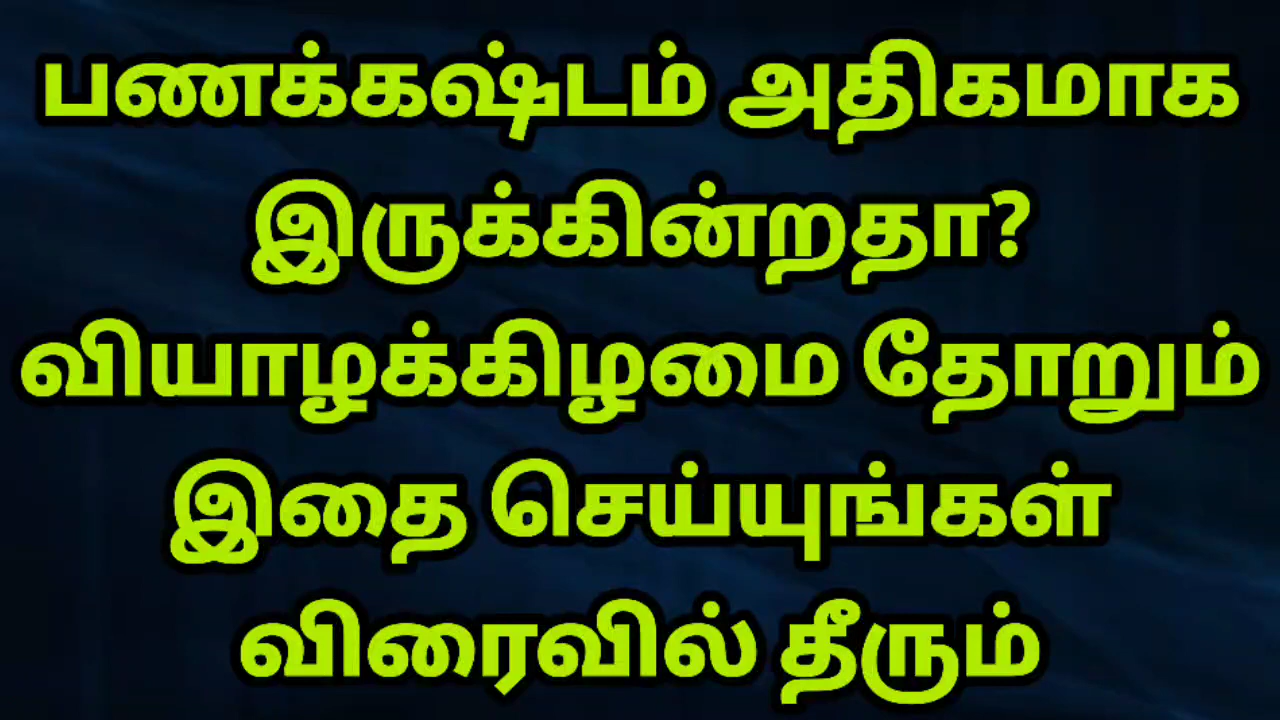 பணக்கஷ்டம் அதிகமாக
இருக்கின்றதா?
வியாழக்கிழமை தோறும்
இதை செய்யுங்கள்
விரைவில் தீரும்